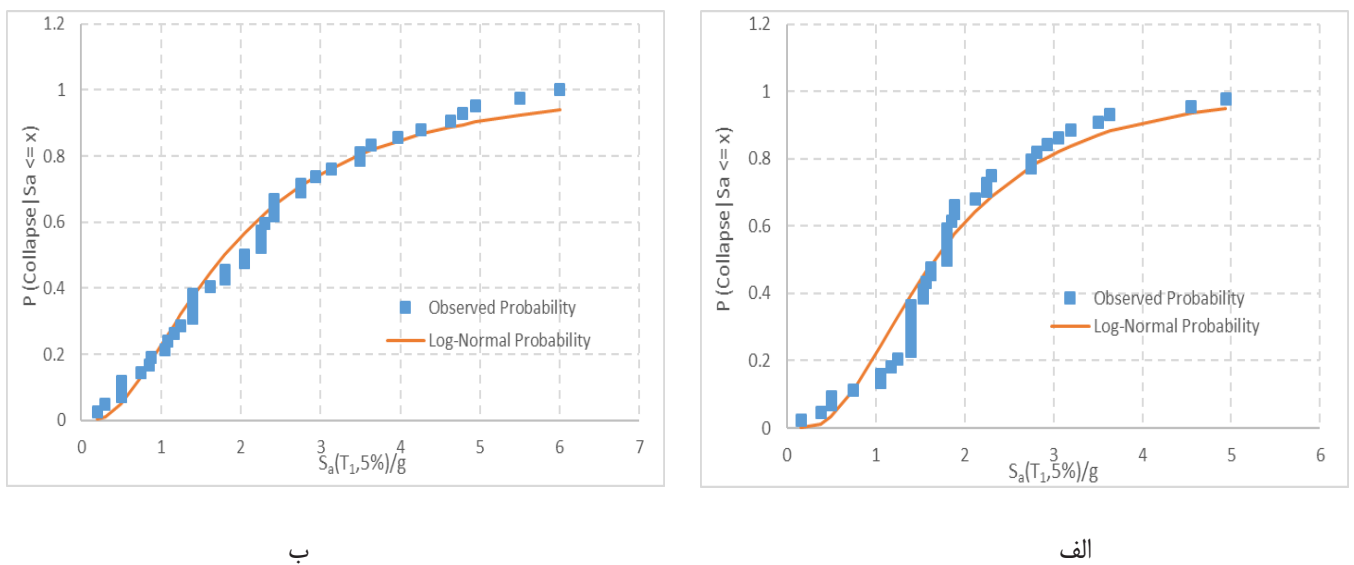 1.2
1
0.8
0.6
0.4
0.2
0
P (Collapse|Sa <= x)
0 1 2 3 4 5 6 7
Sₐ(T₁,5%)/g
Observed Probability
Log-Normal Probability
ب
1.2
1
0.8
0.6
0.4
0.2
0
P (Collapse|Sa <= x)
0 1 2 3 4 5 6
Sₐ(T₁,5%)/g
Observed Probability
Log-Normal Probability
الف